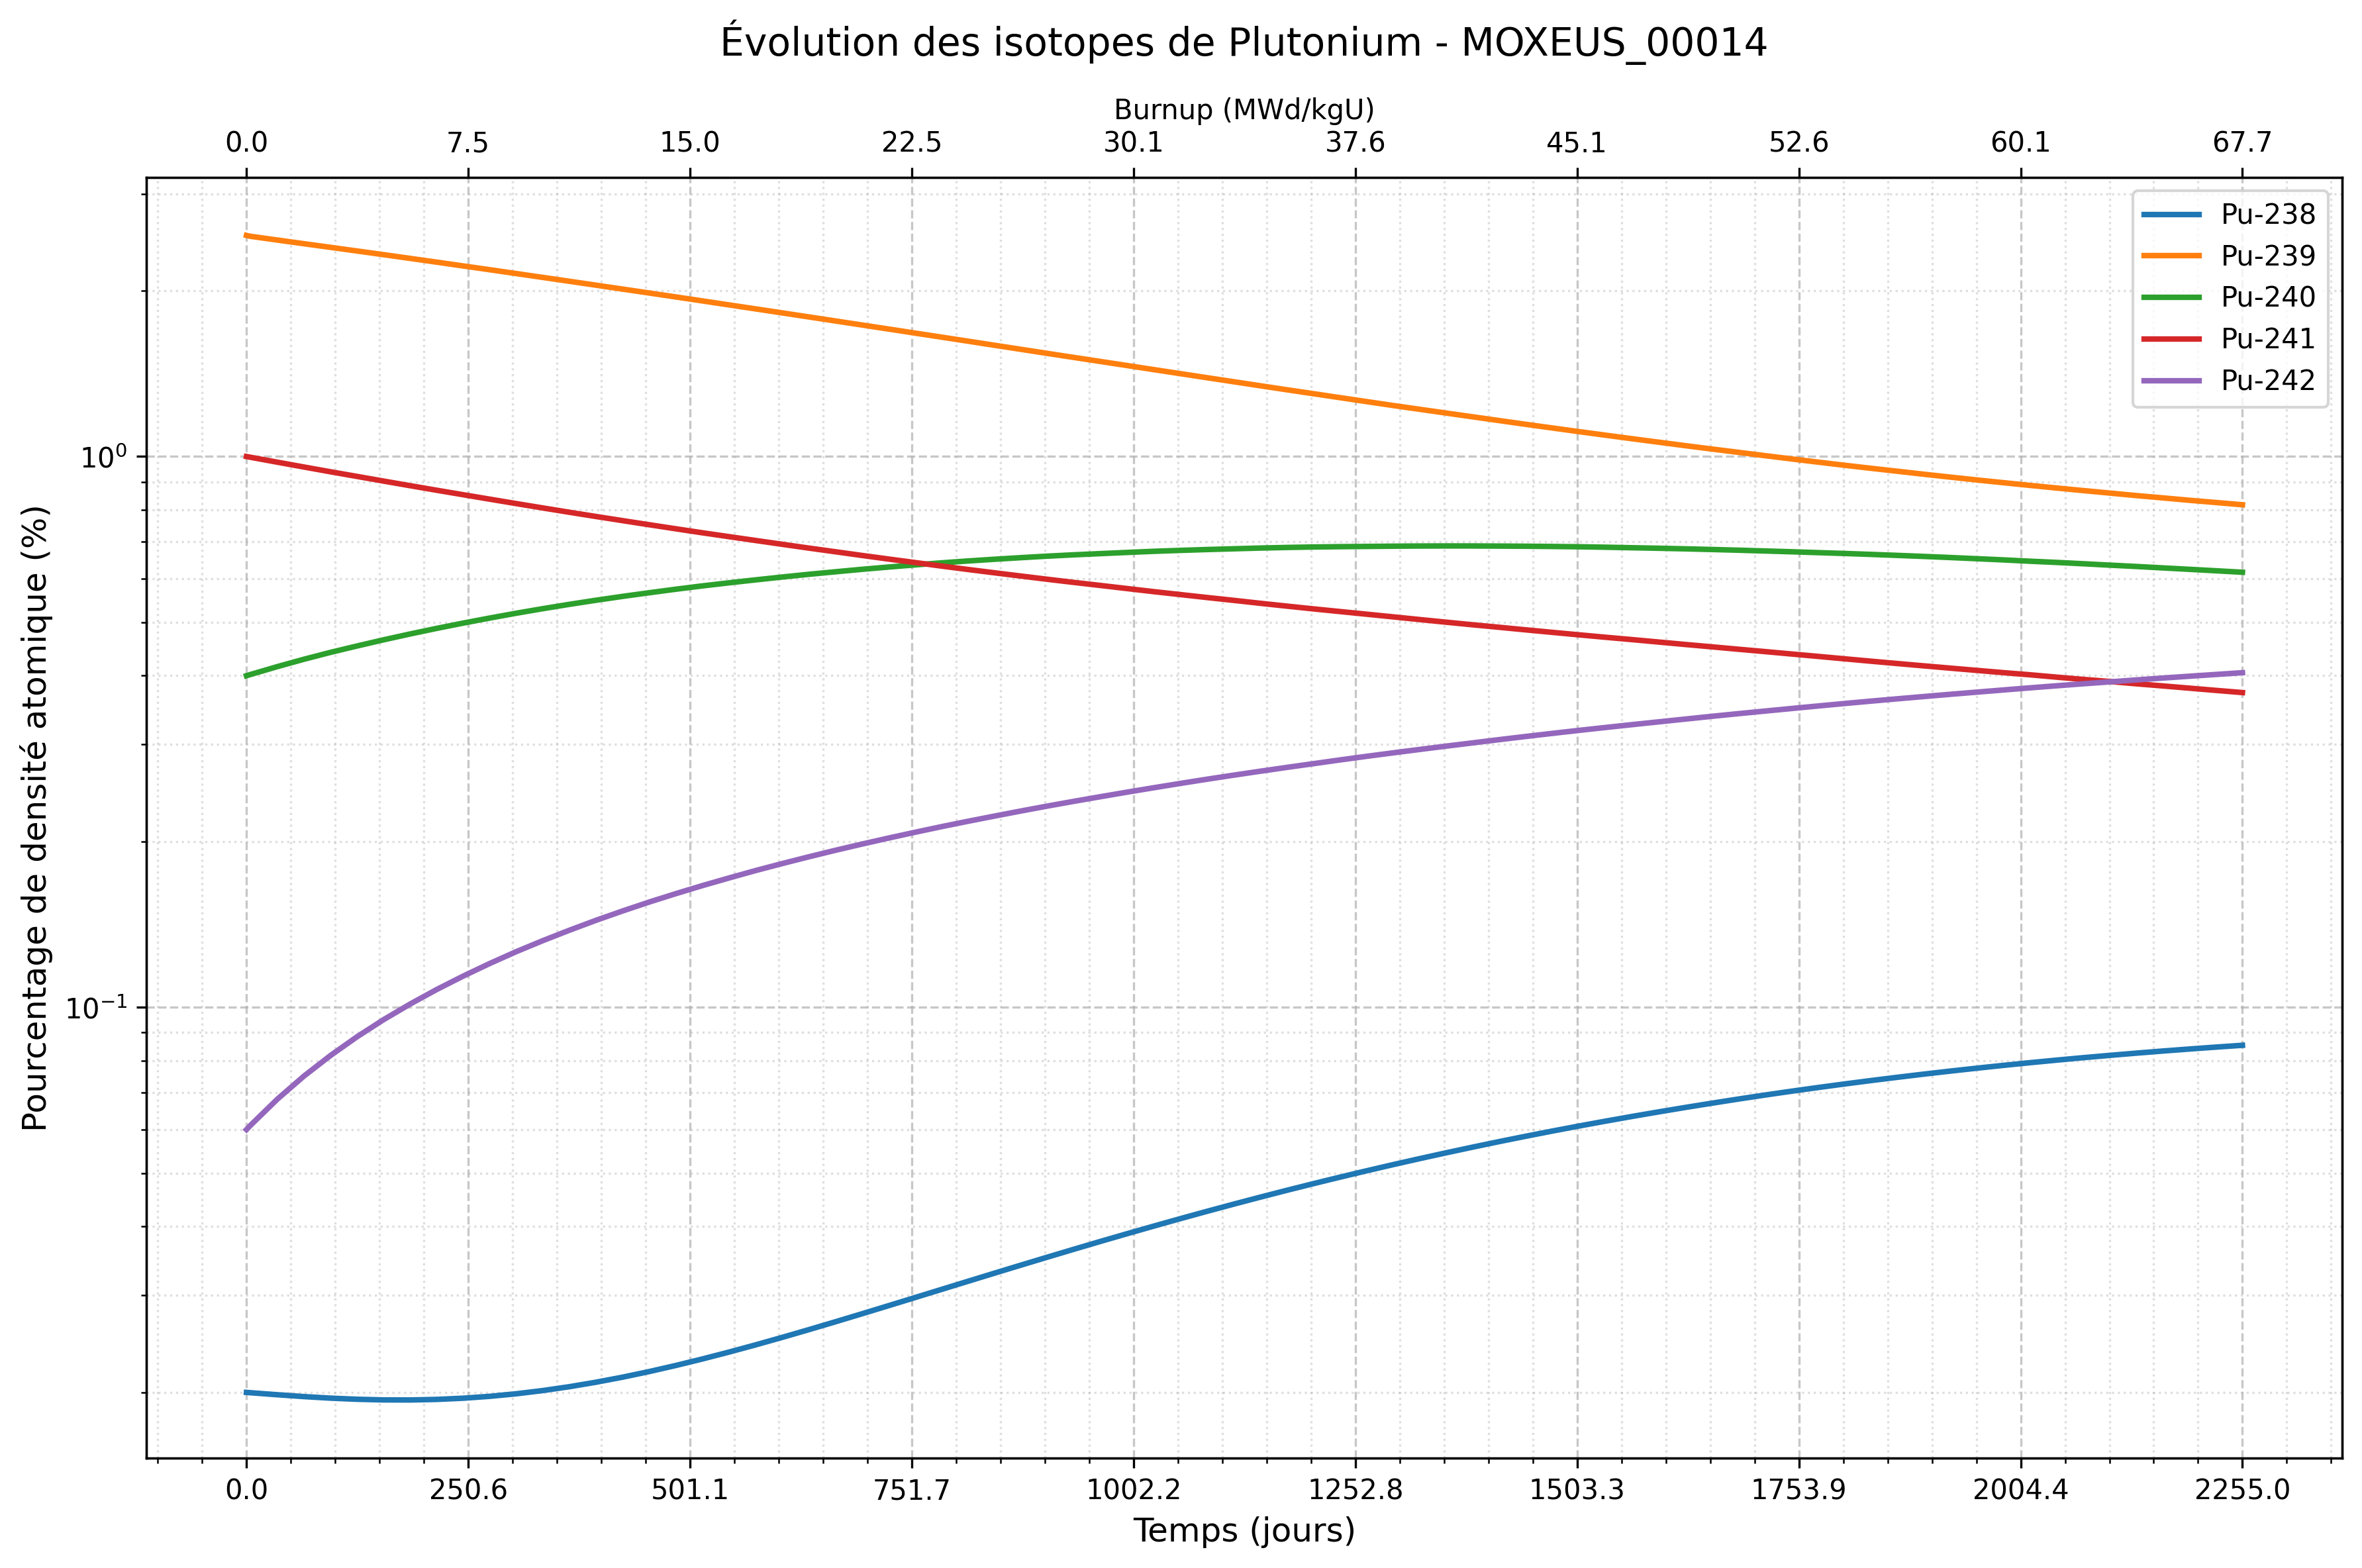 Évolution des isotopes de Plutonium - MOXEUS_00014
Burnup (MWd/kgU)
0.0 7.5 15.0 22.5 30.1 37.6 45.1 52.6 60.1 67.7
Pu-238
Pu-239
Pu-240
Pu-241
Pu-242
Pourcentage de densité atomique (%)
10⁰
10⁻¹
0.0 250.6 501.1 751.7 1002.2 1252.8 1503.3 1753.9 2004.4 2255.0
Temps (jours)